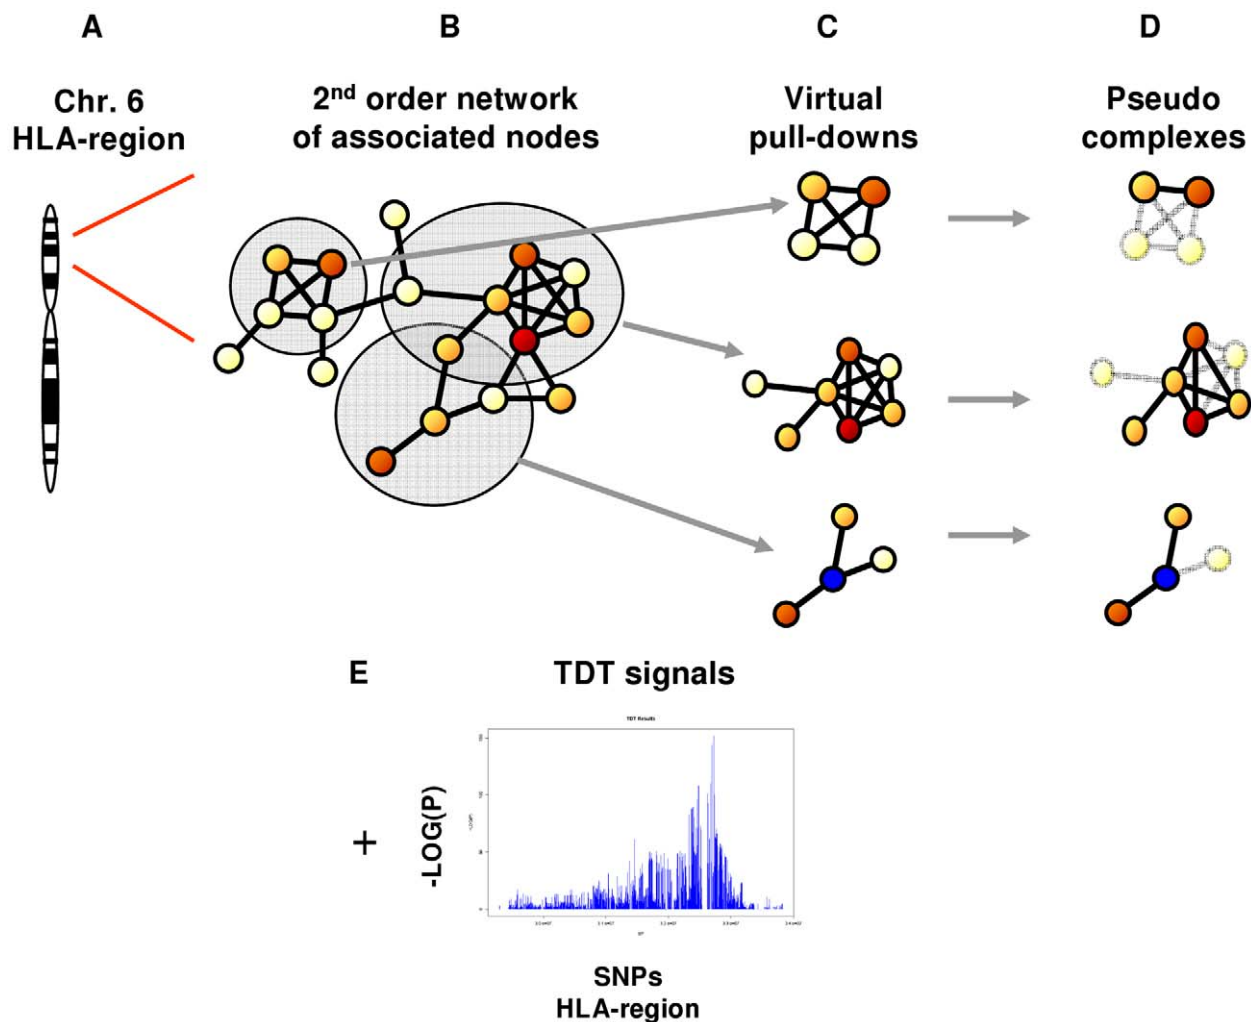 A
B
C
D
Chr. 6
HLA-region
2nd order network
of associated nodes
Virtual
pull-downs
Pseudo
complexes
E
TDT signals
TDT Results
+
-LOG(P)
SNPs
HLA-region